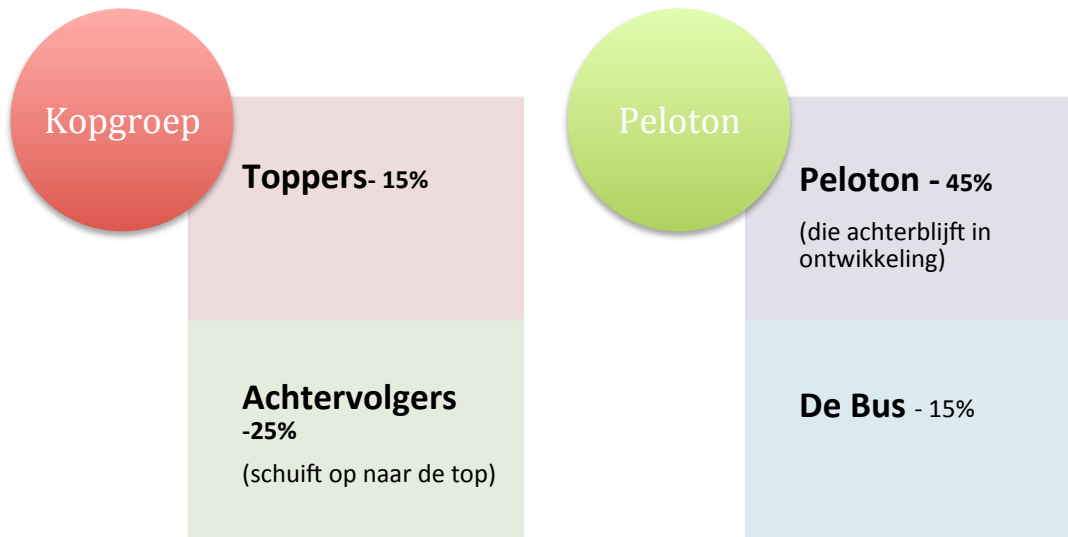 Kopgroep
Toppers- 15%
Achtervolgers
-25%
(schuift op naar de top)
Peloton
Peloton - 45%
(die achterblijft in
ontwikkeling)
De Bus - 15%